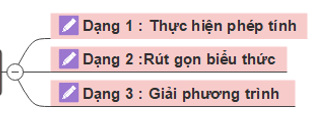 Dạng 1 : Thực hiện phép tính
Dạng 2 :Rút gọn biểu thức
Dạng 3 : Giải phương trình